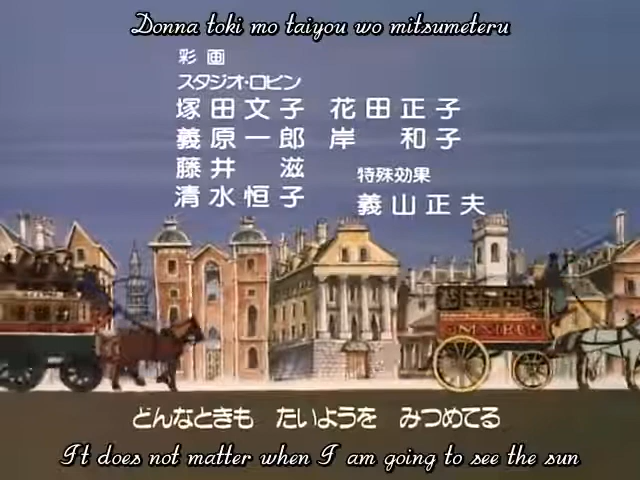 Donna toki mo taiyou wo mitsumeteru
彩画
スタジオ・ロビン
塚田文子 花田正子
義原一郎 岸 和子
藤井 滋
特殊効果
清水恒子
義山正夫
どんなときも たいようを みつめてる
It does not matter when I am going to see the sun